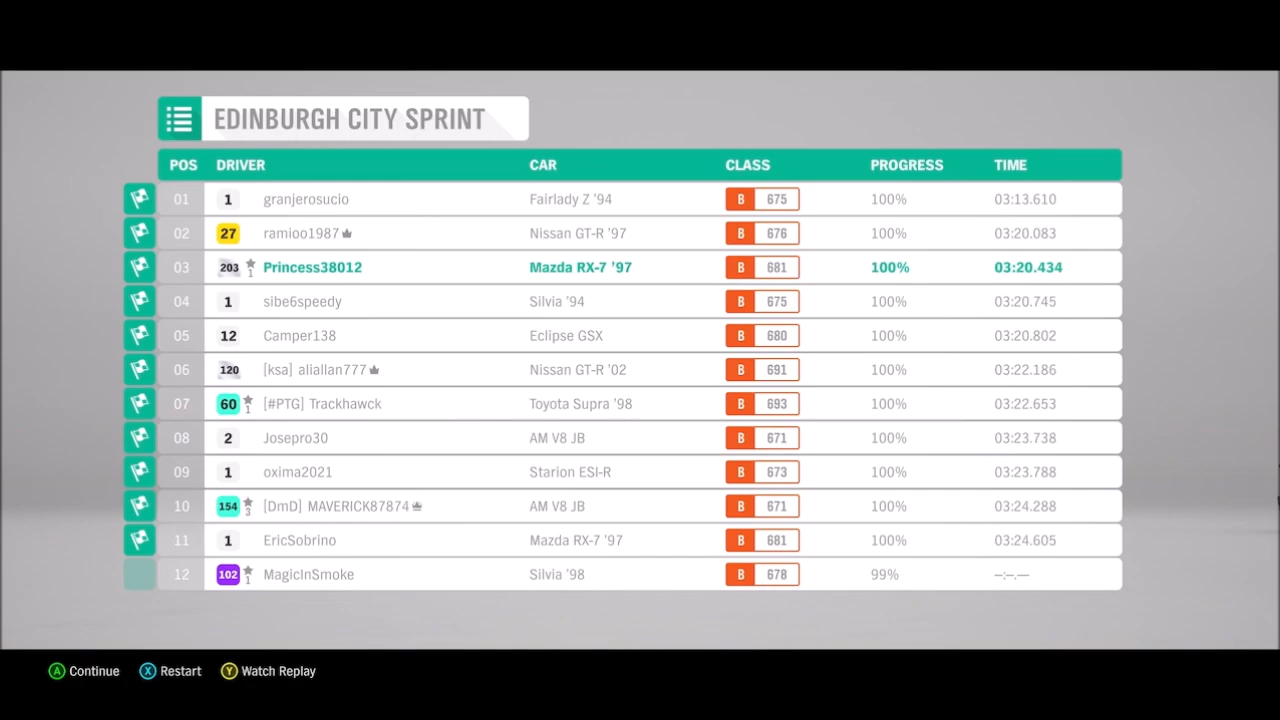 EDINBURGH CITY SPRINT
POS DRIVER CAR CLASS PROGRESS TIME
01 1 granjerosucio Fairlady Z '94 B 675 100% 03:13.610
02 27 ramioo1987 Nissan GT-R '97 B 676 100% 03:20.083
03 203 1 Princess38012 Mazda RX-7 '97 B 681 100% 03:20.434
04 1 sibe6speedy Silvia '94 B 675 100% 03:20.745
05 12 Camper138 Eclipse GSX B 680 100% 03:20.802
06 120 [ksa] aliallan777 Nissan GT-R '02 B 691 100% 03:22.186
07 60 1 [#PTG] Trackhawck Toyota Supra '98 B 693 100% 03:22.653
08 2 Josepro30 AM V8 JB B 671 100% 03:23.738
09 1 oxima2021 Starion ESI-R B 673 100% 03:23.788
10 154 3 [DmD] MAVERICK87874 AM V8 JB B 671 100% 03:24.288
11 1 EricSobrino Mazda RX-7 '97 B 681 100% 03:24.605
12 102 1 MagicInSmoke Silvia '98 B 678 99% --:--.---
A Continue X Restart Y Watch Replay